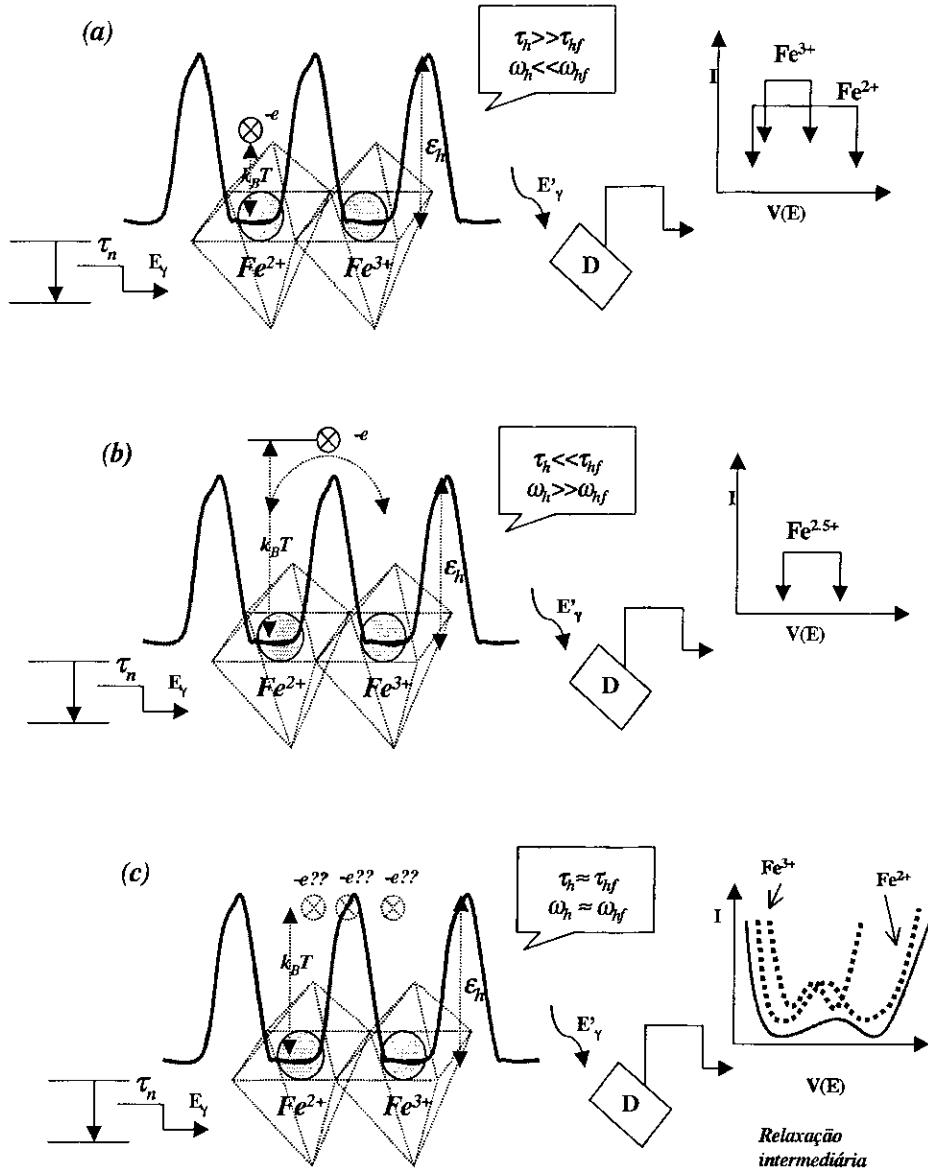 (a)
τh>>τhf
ωh<<ωhf
-e
kBT
εh
Fe2+
Fe3+
τn
Eγ
E'γ
D
I
Fe3+
Fe2+
V(E)
(b)
-e
τh<<τhf
ωh>>ωhf
kBT
εh
Fe2+
Fe3+
τn
Eγ
E'γ
D
I
Fe2.5+
V(E)
(c)
-e?? -e?? -e??
τh≈τhf
ωh≈ωhf
kBT
εh
Fe2+
Fe3+
τn
Eγ
E'γ
D
Fe3+
Fe2+
I
V(E)
Relaxação
intermediária